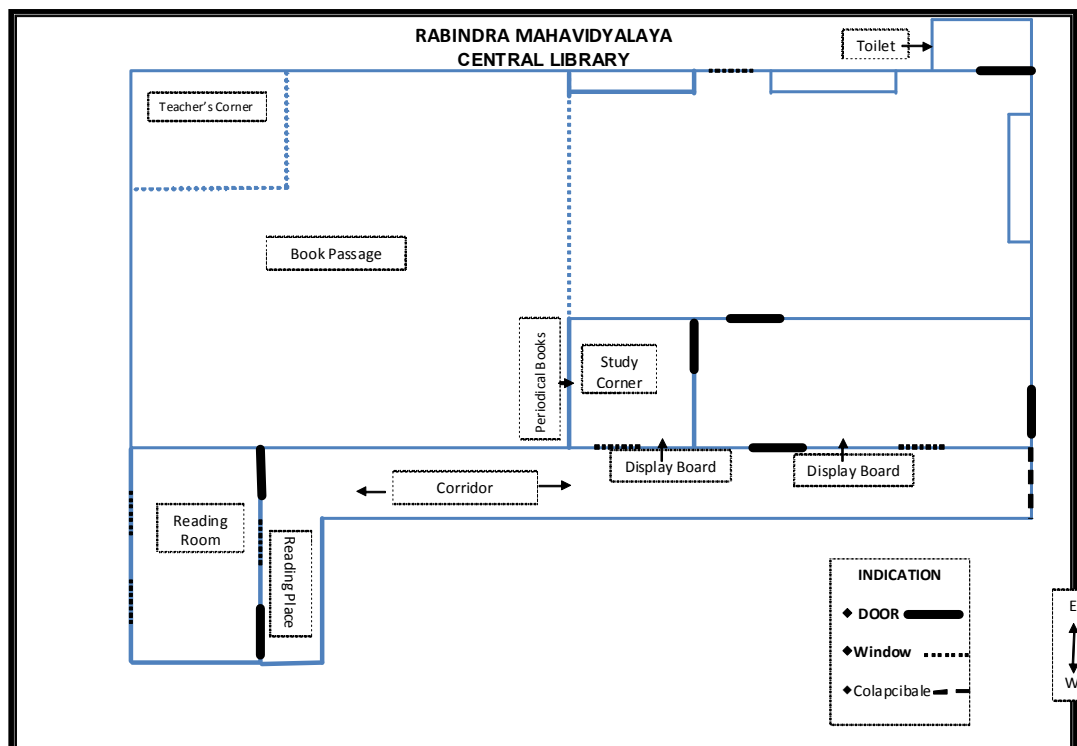 RABINDRA MAHAVIDYALAYA
CENTRAL LIBRARY
Toilet
Teacher's Corner
Book Passage
Periodical Books
Study
Corner
Display Board
Display Board
Corridor
Reading
Room
Reading Place
INDICATION
DOOR
Window
Colapcibale
E
W